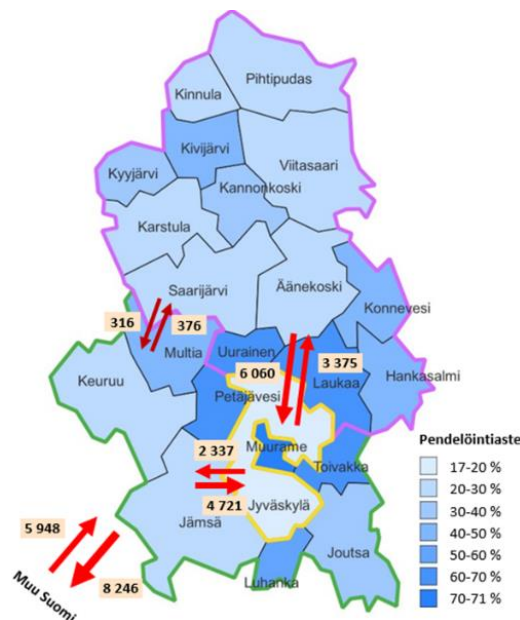 Pihtipudas
Kinnula
Kivijärvi
Viitasaari
Kyyjärvi
Kannonkoski
Karstula
Saarijärvi
Äänekoski
Konnevesi
316
376
Multia
Uurainen
3 375
6 060
Laukaa
Hankasalmi
Keuruu
Petäjävesi
Muurame
2 337
Toivakka
4 721
Jyväskylä
Jämsä
Joutsa
Luhanka
5 948
8 246
Muu Suomi
Pendelöintiaste
17-20 %
20-30 %
30-40 %
40-50 %
50-60 %
60-70 %
70-71 %